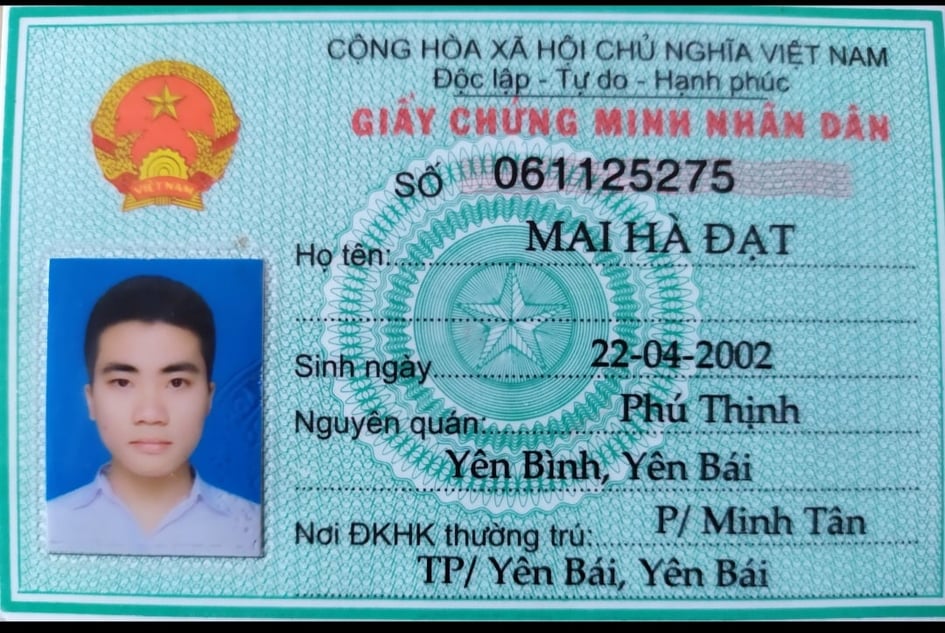 CỘNG HÒA XÃ HỘI CHỦ NGHĨA VIỆT NAM
Độc lập - Tự do - Hạnh phúc
GIẤY CHỨNG MINH NHÂN DÂN
SỐ 061125275
VIỆT NAM
Họ tên: MAI HÀ ĐẠT
Sinh ngày 22-04-2002
Nguyên quán: Phú Thịnh
Yên Bình, Yên Bái
Nơi ĐKHK thường trú: P/ Minh Tân
TP/ Yên Bái, Yên Bái